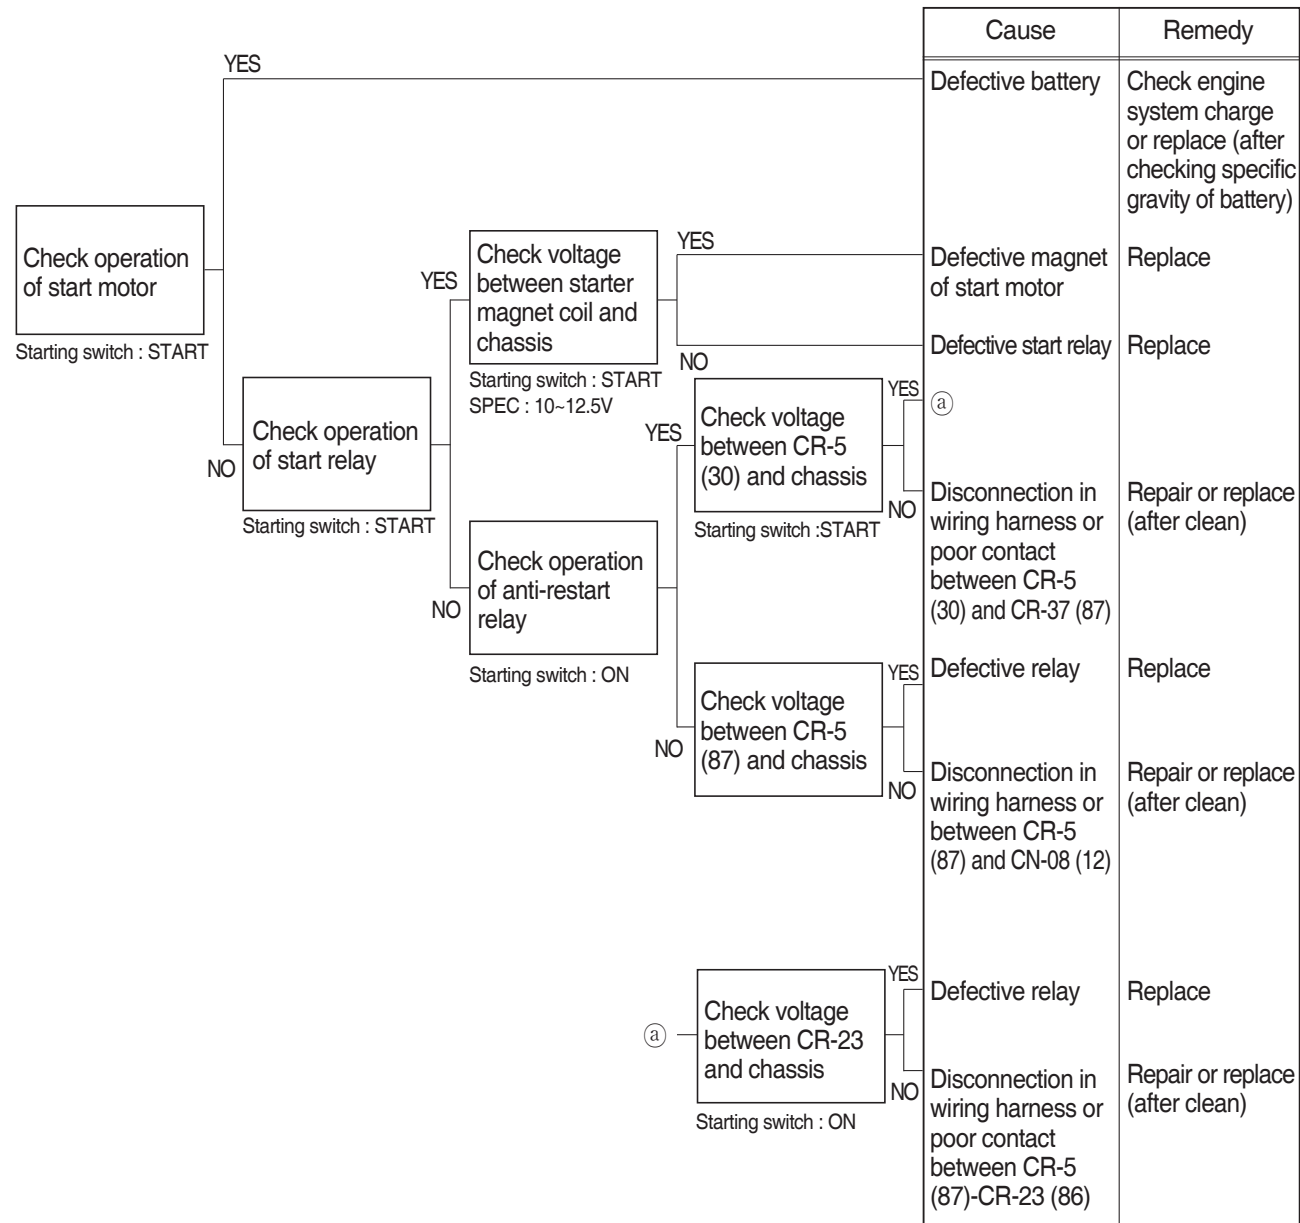 Cause
Remedy
YES
Defective battery
Check engine
system charge
or replace (after
checking specific
gravity of battery)
Check operation
of start motor
Starting switch : START
YES
Check voltage
between starter
magnet coil and
chassis
Starting switch : START
SPEC : 10~12.5V
YES
Defective magnet
of start motor
Replace
NO
Defective start relay
Replace
NO
Check operation
of start relay
Starting switch : START
YES
Check voltage
between CR-5
(30) and chassis
Starting switch :START
YES
ⓐ
NO
Disconnection in
wiring harness or
poor contact
between CR-5
(30) and CR-37 (87)
Repair or replace
(after clean)
NO
Check operation
of anti-restart
relay
Starting switch : ON
NO
Check voltage
between CR-5
(87) and chassis
YES
Defective relay
Replace
NO
Disconnection in
wiring harness or
between CR-5
(87) and CN-08 (12)
Repair or replace
(after clean)
ⓐ
Check voltage
between CR-23
and chassis
Starting switch : ON
YES
Defective relay
Replace
NO
Disconnection in
wiring harness or
poor contact
between CR-5
(87)-CR-23 (86)
Repair or replace
(after clean)